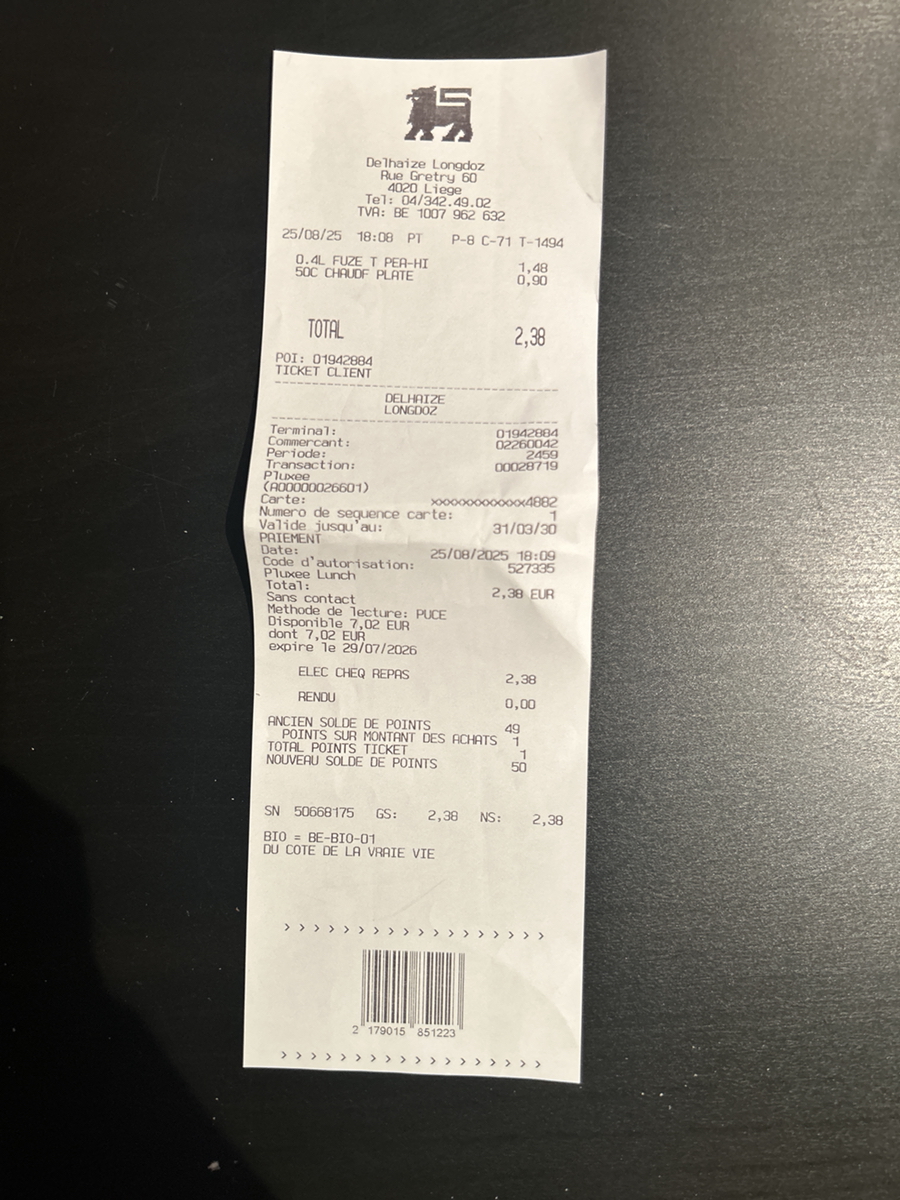 Delhaize Longdoz
Rue Gretry 60
4020 Liege
Tel: 04/342.49.02
TVA: BE 1007 962 632
25/08/25 18:08 PT P-8 C-71 T-1494
0.4L FUZE T PEA-HI 1,48
50C CHAUDF PLATE 0,90
TOTAL 2,38
POI: 01942884
TICKET CLIENT
DELHAIZE
LONGDOZ
Terminal: 01942884
Commercant: 02260042
Periode: 2459
Transaction: 00028719
Pluxee
(A00000026601)
Carte: xxxxxxxxxxxxx4882
Numero de sequence carte: 1
Valide jusqu'au: 31/03/30
PAIEMENT
Date: 25/08/2025 18:09
Code d'autorisation: 527335
Pluxee Lunch
Total: 2,38 EUR
Sans contact
Methode de lecture: PUCE
Disponible 7,02 EUR
dont 7,02 EUR
expire le 29/07/2026
ELEC CHEQ REPAS 2,38
RENDU 0,00
ANCIEN SOLDE DE POINTS 49
POINTS SUR MONTANT DES ACHATS 1
TOTAL POINTS TICKET 1
NOUVEAU SOLDE DE POINTS 50
SN 50668175 GS: 2,38 NS: 2,38
BIO = BE-BIO-01
DU COTE DE LA VRAIE VIE
> > > > > > > > > > > > > > > > > >
2 179015 851223
> > > > > > > > > > > > > > > > > >